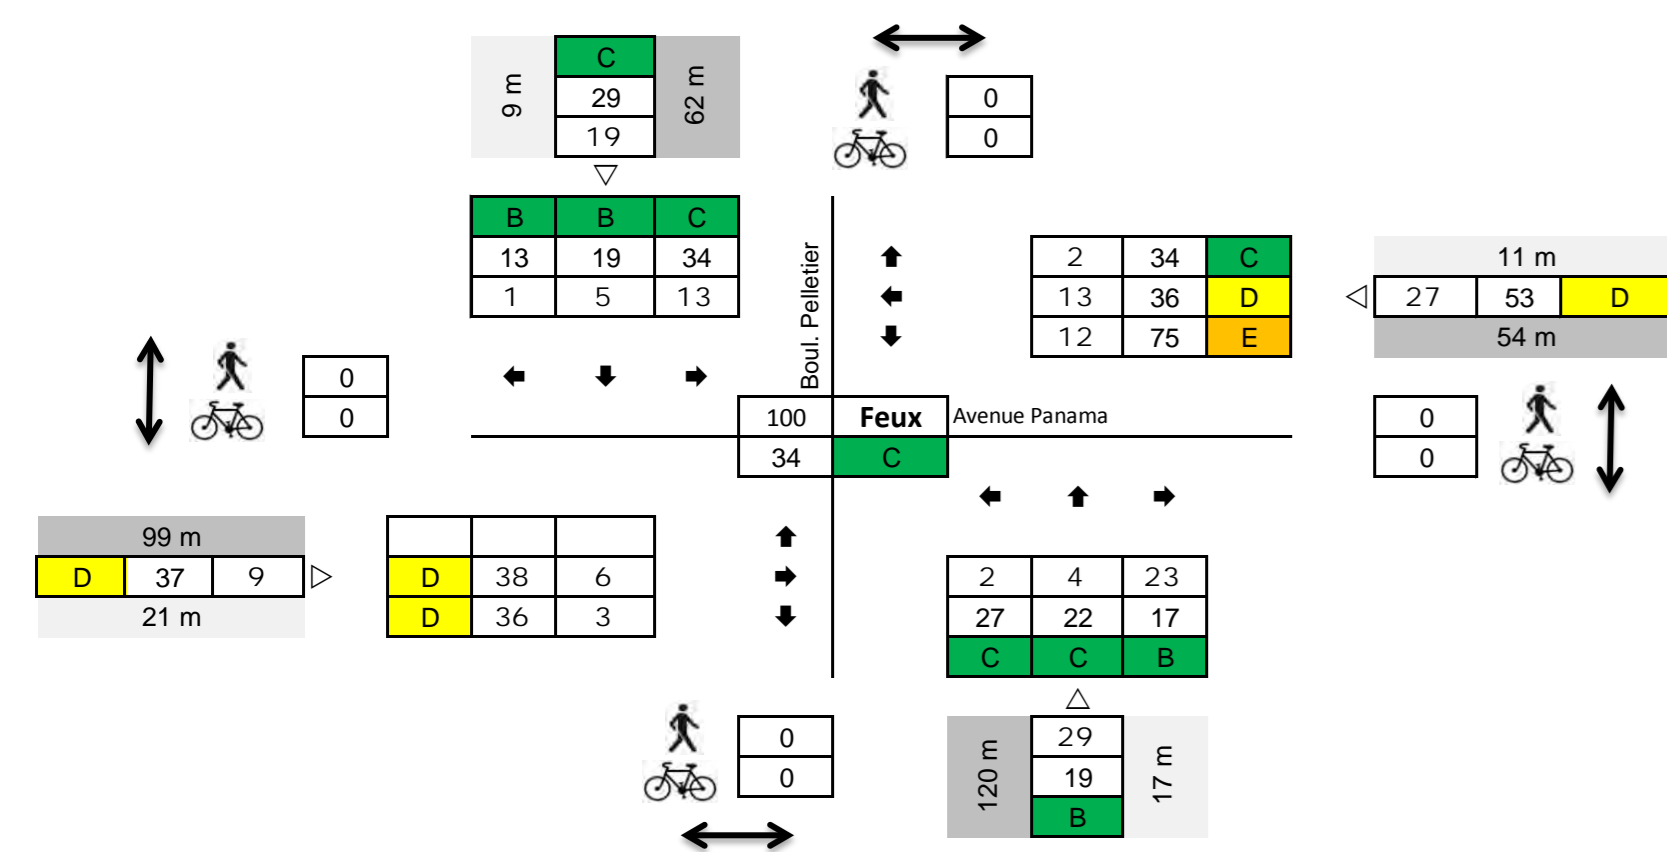 C
9 m
29
62 m
19
0
0
B B C
13 19 34
1 5 13
Boul. Pelletier
2 34 C
13 36 D
12 75 E
11 m
27 53 D
54 m
0
0
100 Feux Avenue Panama
34 C
0
0
99 m
D 37 9
21 m
D 38 6
D 36 3
2 4 23
27 22 17
C C B
0
0
120 m
29
19
B
17 m